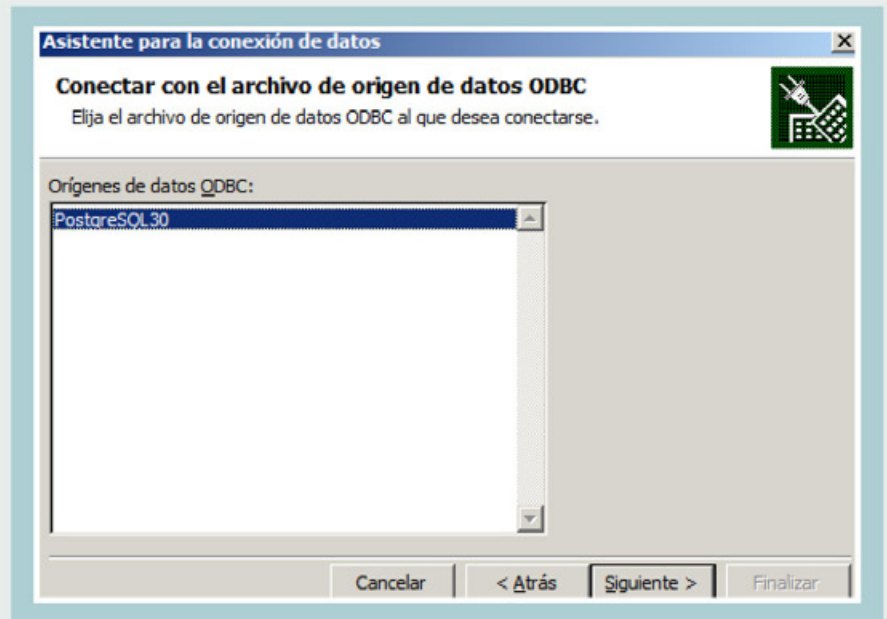 Asistente para la conexión de datos
Conectar con el archivo de origen de datos ODBC
Elija el archivo de origen de datos ODBC al que desea conectarse.
Orígenes de datos ODBC:
PostgreSQL30
Cancelar < Atrás Siguiente > Finalizar